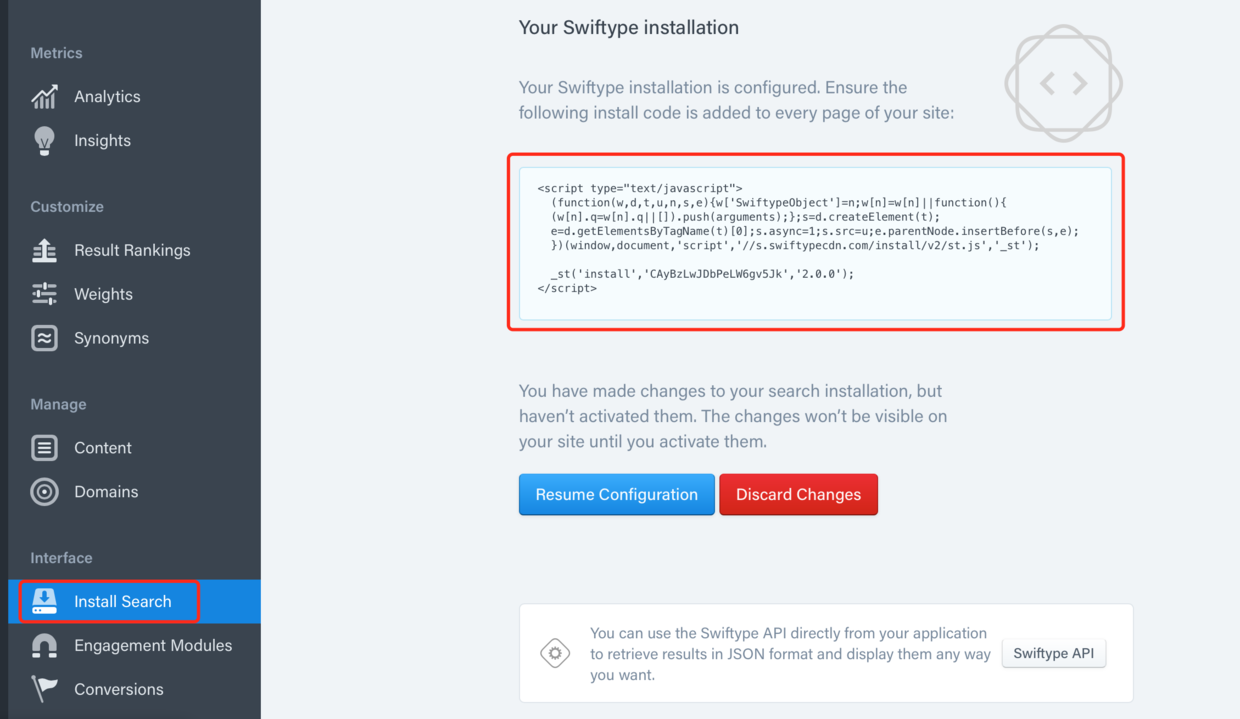 Metrics
Analytics
Insights
Customize
Result Rankings
Weights
Synonyms
Manage
Content
Domains
Interface
Install Search
Engagement Modules
Conversions
Your Swiftype installation
Your Swiftype installation is configured. Ensure the
following install code is added to every page of your site:
<script type="text/javascript">
(function(w,d,t,u,n,s,e){w['SwiftypeObject']=n;w[n]=w[n]||function(){
(w[n].q=w[n].q||[]).push(arguments);};s=d.createElement(t);
e=d.getElementsByTagName(t)[0];s.async=1;s.src=u;e.parentNode.insertBefore(s,e);
})(window,document,'script','//s.swiftypecdn.com/install/v2/st.js','_st');
_st('install','CAyBzLwJDbPeLW6gv5Jk','2.0.0');
</script>
You have made changes to your search installation, but
haven’t activated them. The changes won’t be visible on
your site until you activate them.
Resume Configuration
Discard Changes
You can use the Swiftype API directly from your application
to retrieve results in JSON format and display them any way
you want.
Swiftype API